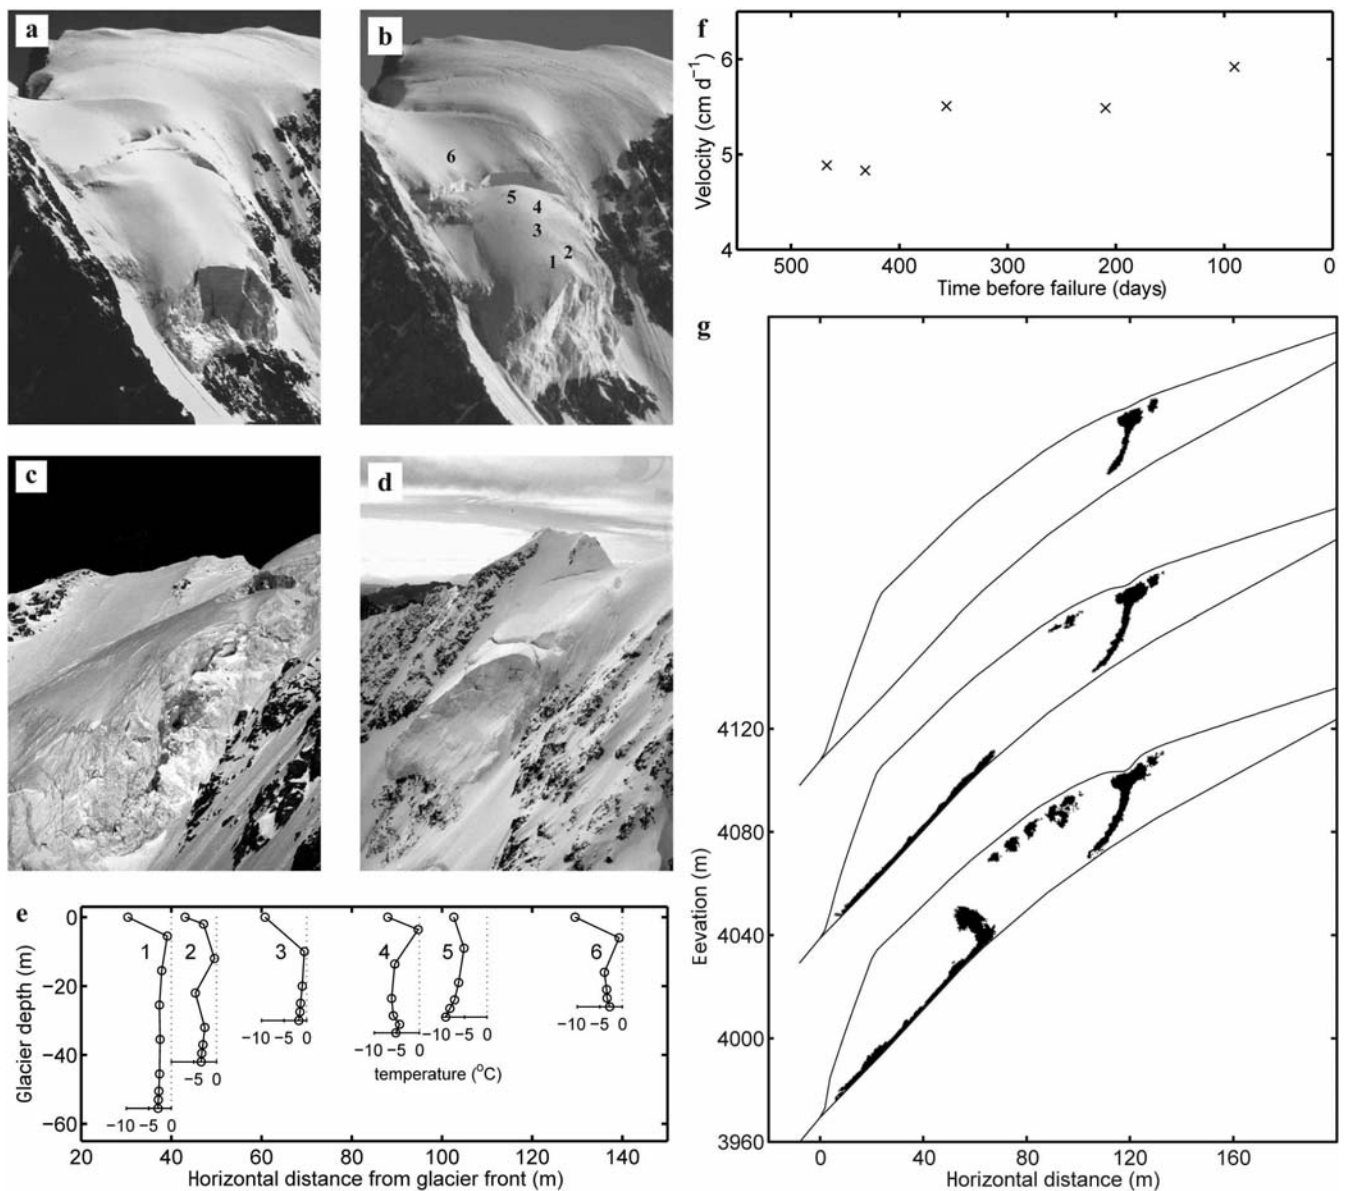 a
b
6
5
4
3
2
1
c
d
e
0
−20
−40
−60
Glacier depth (m)
1
2
3
4
5
6
−10 −5 0
−5 0
−10 −5 0
−10 −5 0
−10 −5 0
−10 −5 0
temperature (°C)
20 40 60 80 100 120 140
Horizontal distance from glacier front (m)
f
6
5
4
Velocity (cm d⁻¹)
500 400 300 200 100 0
Time before failure (days)
g
4120
4080
4040
4000
3960
Eevation (m)
0 40 80 120 160
Horizontal distance (m)